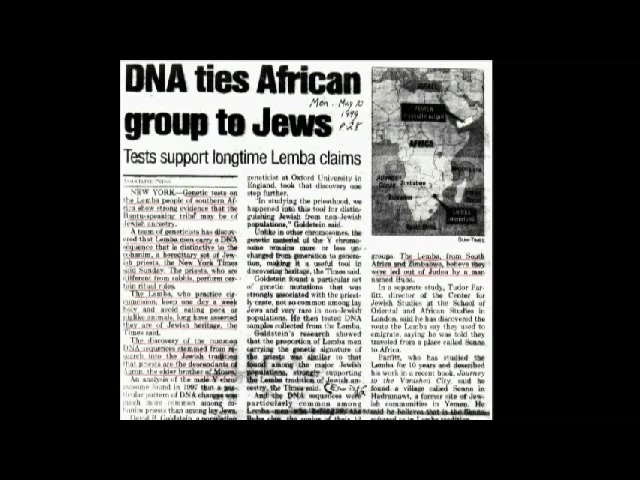 DNA ties African
group to Jews
Mon - May 10
1999
p 28
Tests support longtime Lemba claims
NEW YORK—Genetic tests on
the Lemba people of southern Af-
rica show strong evidence that the
Bantu-speaking tribe may be of
Jewish ancestry.
A team of geneticists has discov-
ered that Lemba men carry a DNA
sequence that is distinctive to the
cohanim, a hereditary set of Jew-
ish priests, the New York Times
said Sunday. The priests, who are
different from rabbis, perform cer-
tain ritual roles.
The Lemba, who practice cir-
cumcision, keep one day a week
holy and avoid eating pork or
similar animals, long have asserted
they are of Jewish heritage, the
Times said.
The discovery of the common
DNA sequences stemmed from re-
search into the Jewish tradition
that priests are the descendants of
Aaron, the elder brother of Moses.
An analysis of the male Y chro-
mosome found in 1997 that a par-
ticular pattern of DNA changes was
much more common among co-
hanim priests than among lay Jews.
David B. Goldstein, a population
geneticist at Oxford University in
England, took that discovery one
step further.
"In studying the priesthood, we
happened into this tool for distin-
guishing Jewish from non-Jewish
populations," Goldstein said.
Unlike in other chromosomes, the
genetic material of the Y chromo-
some remains more or less un-
changed from generation to genera-
tion, making it a useful tool in
discovering heritage, the Times said.
Goldstein found a particular set
of genetic mutations that was
strongly associated with the priest-
ly caste, not so common among lay
Jews and very rare in non-Jewish
populations. He then tested DNA
samples collected from the Lemba.
Goldstein's research showed
that the proportion of Lemba men
carrying the genetic signature of
the priests was similar to that
found among the major Jewish
populations, strongly supporting
the Lemba tradition of Jewish an-
cestry, the Times said.
And the DNA sequences were
particularly common among
Lemba men who belong to the
AFRICA
Zimbabwe
Sun-Times
groups. The Lemba, from South
Africa and Zimbabwe, believe they
were led out of Judea by a man
named Buba.
In a separate study, Tudor Par-
fitt, director of the Center for
Jewish Studies at the School of
Oriental and African Studies in
London, said he has discovered the
route the Lemba say they used to
emigrate, saying he was told they
traveled from a place called Senna
to Africa.
Parfitt, who has studied the
Lemba for 10 years and described
his work in a recent book, Journey
to the Vanished City, said he
found a village called Senna in
Hadramawt, a former site of Jew-
ish communities in Yemen. He
said he believes that is the Senna